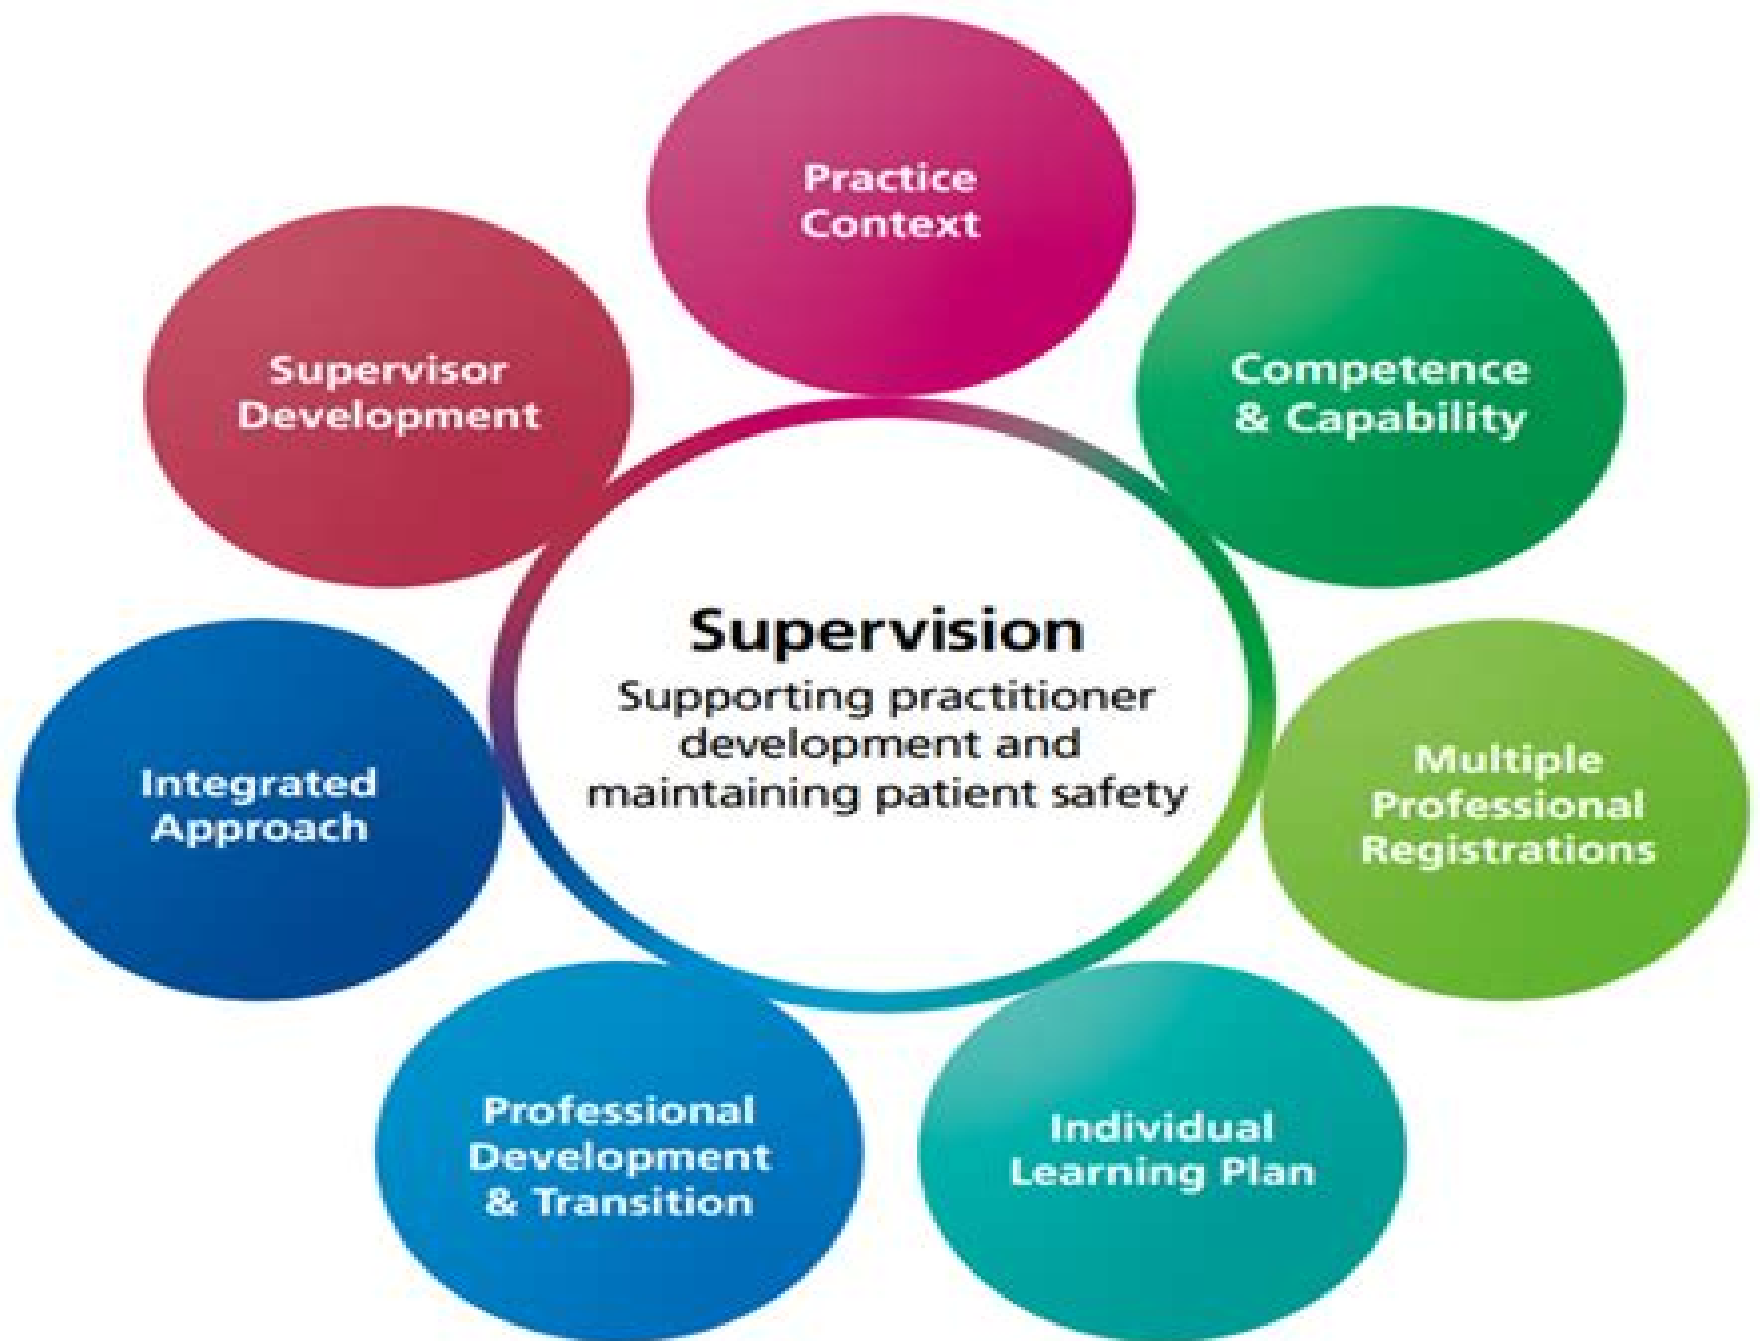 Practice
Context
Competence
& Capability
Multiple
Professional
Registrations
Individual
Learning Plan
Professional
Development
& Transition
Integrated
Approach
Supervisor
Development
Supervision
Supporting practitioner
development and
maintaining patient safety